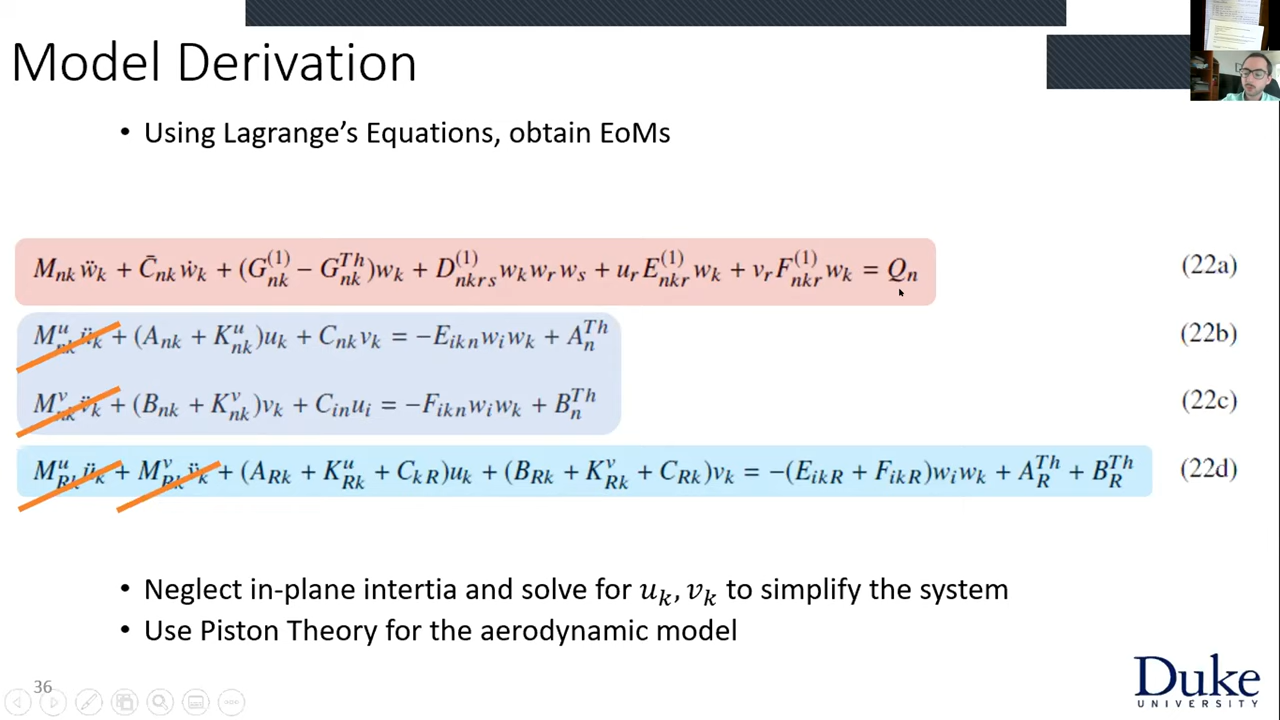 Model Derivation
• Using Lagrange’s Equations, obtain EoMs
M_{nk} ẅ_k + C̄_{nk} ẇ_k + (G^{(1)}_{nk} − G^{Th}_{nk})w_k + D^{(1)}_{nkrs} w_k w_r w_s + u_r E^{(1)}_{nkr} w_k + v_r F^{(1)}_{nkr} w_k = Q_n (22a)
M^u_{nk} ü_k + (A_{nk} + K^u_{nk})u_k + C_{nk} v_k = −E_{ikn} w_i w_k + A^{Th}_n (22b)
M^v_{nk} v̈_k + (B_{nk} + K^v_{nk})v_k + C_{in} u_i = −F_{ikn} w_i w_k + B^{Th}_n (22c)
M^u_{Rk} ü_k + M^v_{Rk} v̈_k + (A_{Rk} + K^u_{Rk} + C_{kR})u_k + (B_{Rk} + K^v_{Rk} + C_{Rk})v_k = −(E_{ikR} + F_{ikR})w_i w_k + A^{Th}_R + B^{Th}_R (22d)
• Neglect in-plane intertia and solve for u_k, v_k to simplify the system
• Use Piston Theory for the aerodynamic model
36
Duke
UNIVERSITY